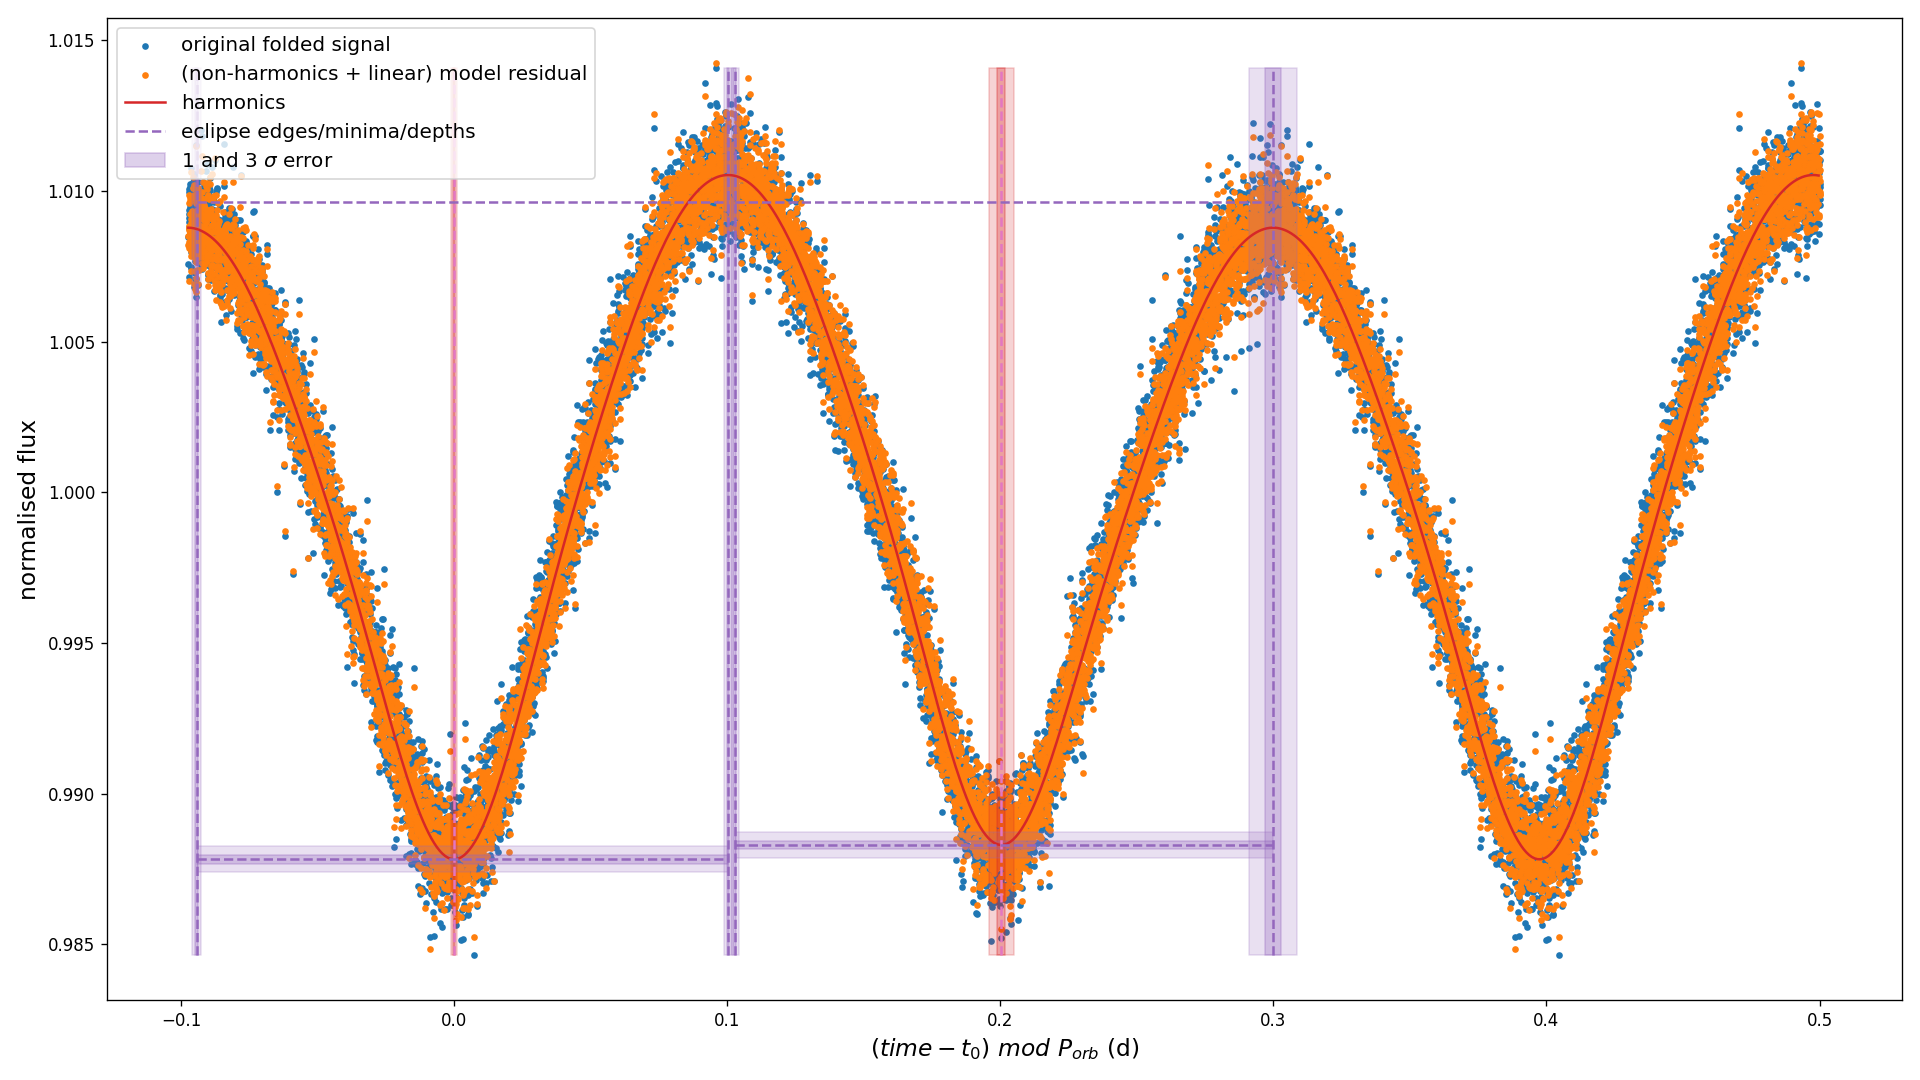 original folded signal
(non-harmonics + linear) model residual
harmonics
eclipse edges/minima/depths
1 and 3 σ error
1.015
1.010
1.005
1.000
0.995
0.990
0.985
normalised flux
−0.1 0.0 0.1 0.2 0.3 0.4 0.5
(time − t₀) mod Pₒᵣb (d)